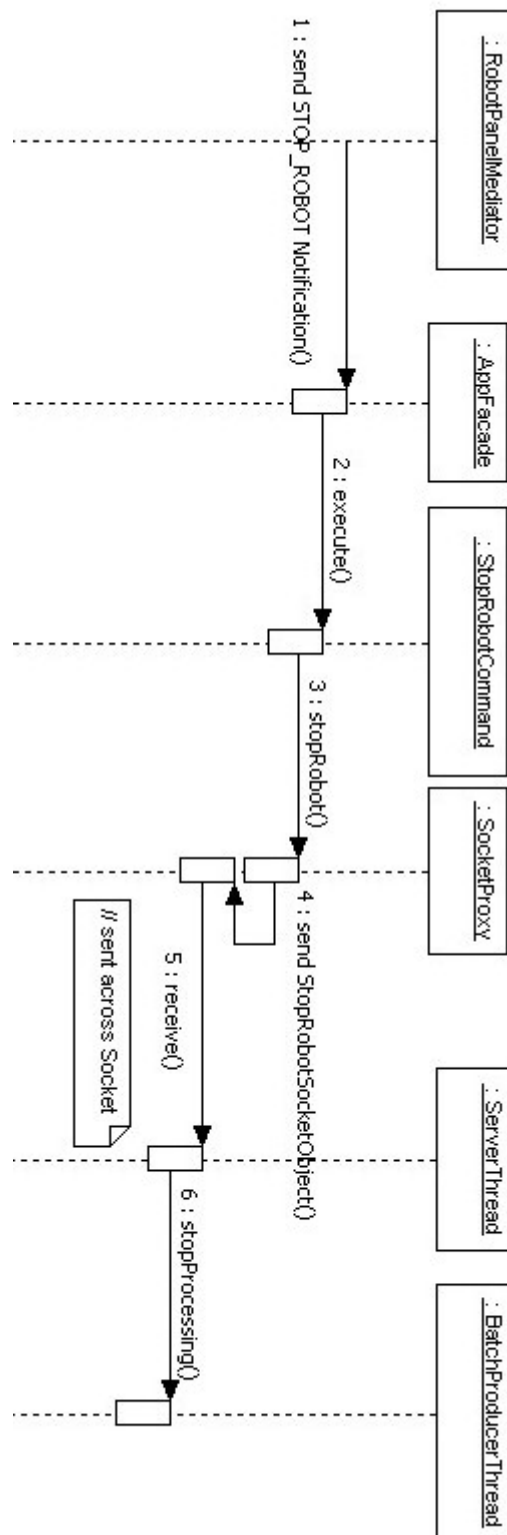 : RobotPanelMediator
: AppFacade
: StopRobotCommand
: SocketProxy
: ServerThread
: BatchProducerThread
1 : send STOP_ROBOT Notification()
2 : execute()
3 : stopRobot()
4 : send StopRobotSocketObject()
5 : receive()
// sent across Socket
6 : stopProcessing()